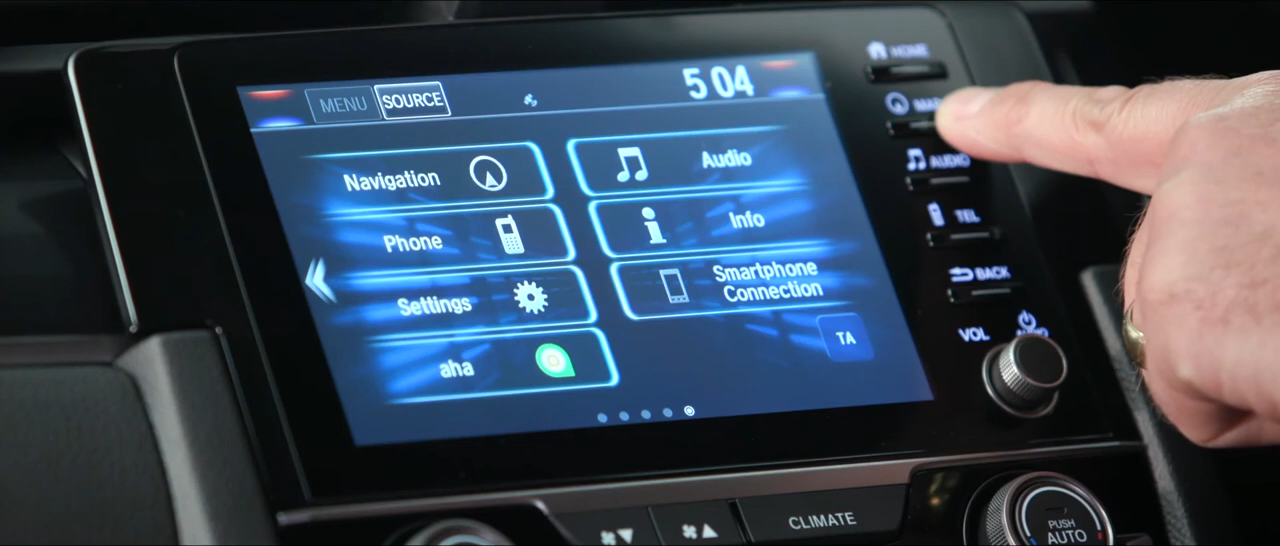 MENU SOURCE 5 04
Navigation
Phone
Settings
aha
Audio
Info
Smartphone
Connection
TA
HOME
AUDIO
TEL
BACK
VOL
AUDIO
CLIMATE
PUSH
AUTO